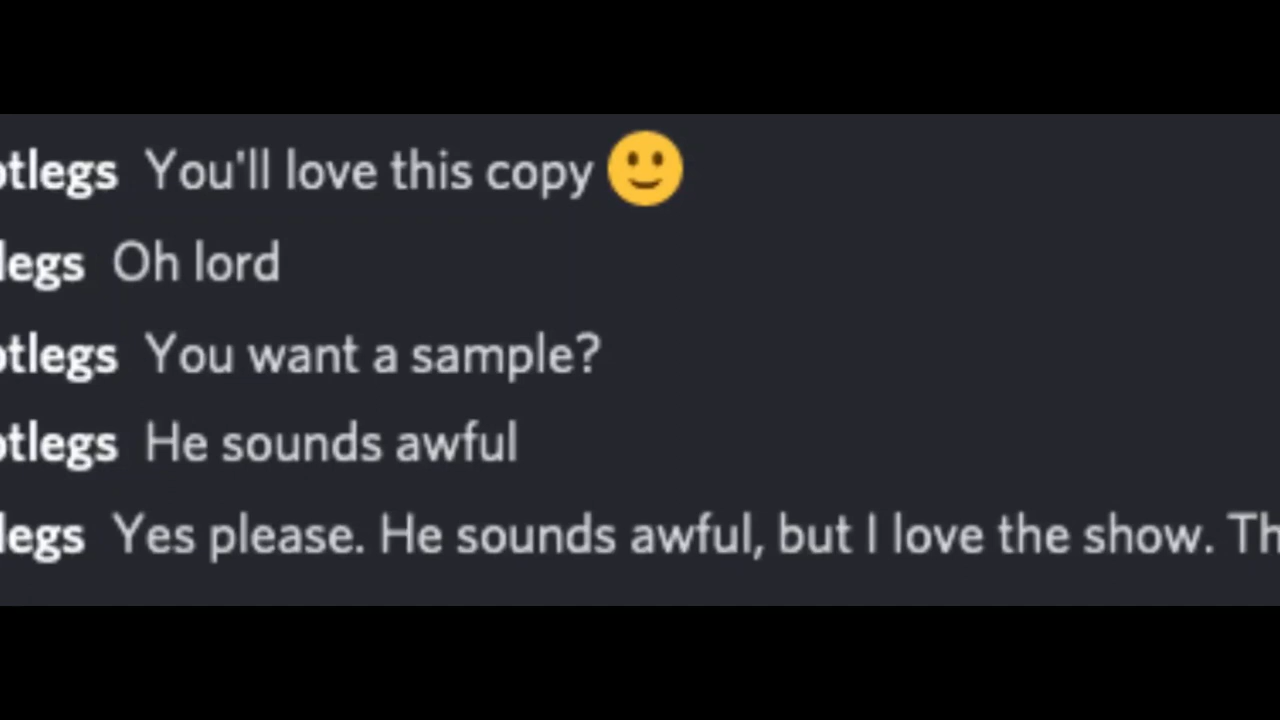 otlegs You'll love this copy 🙂
legs Oh lord
otlegs You want a sample?
otlegs He sounds awful
legs Yes please. He sounds awful, but I love the show. Th